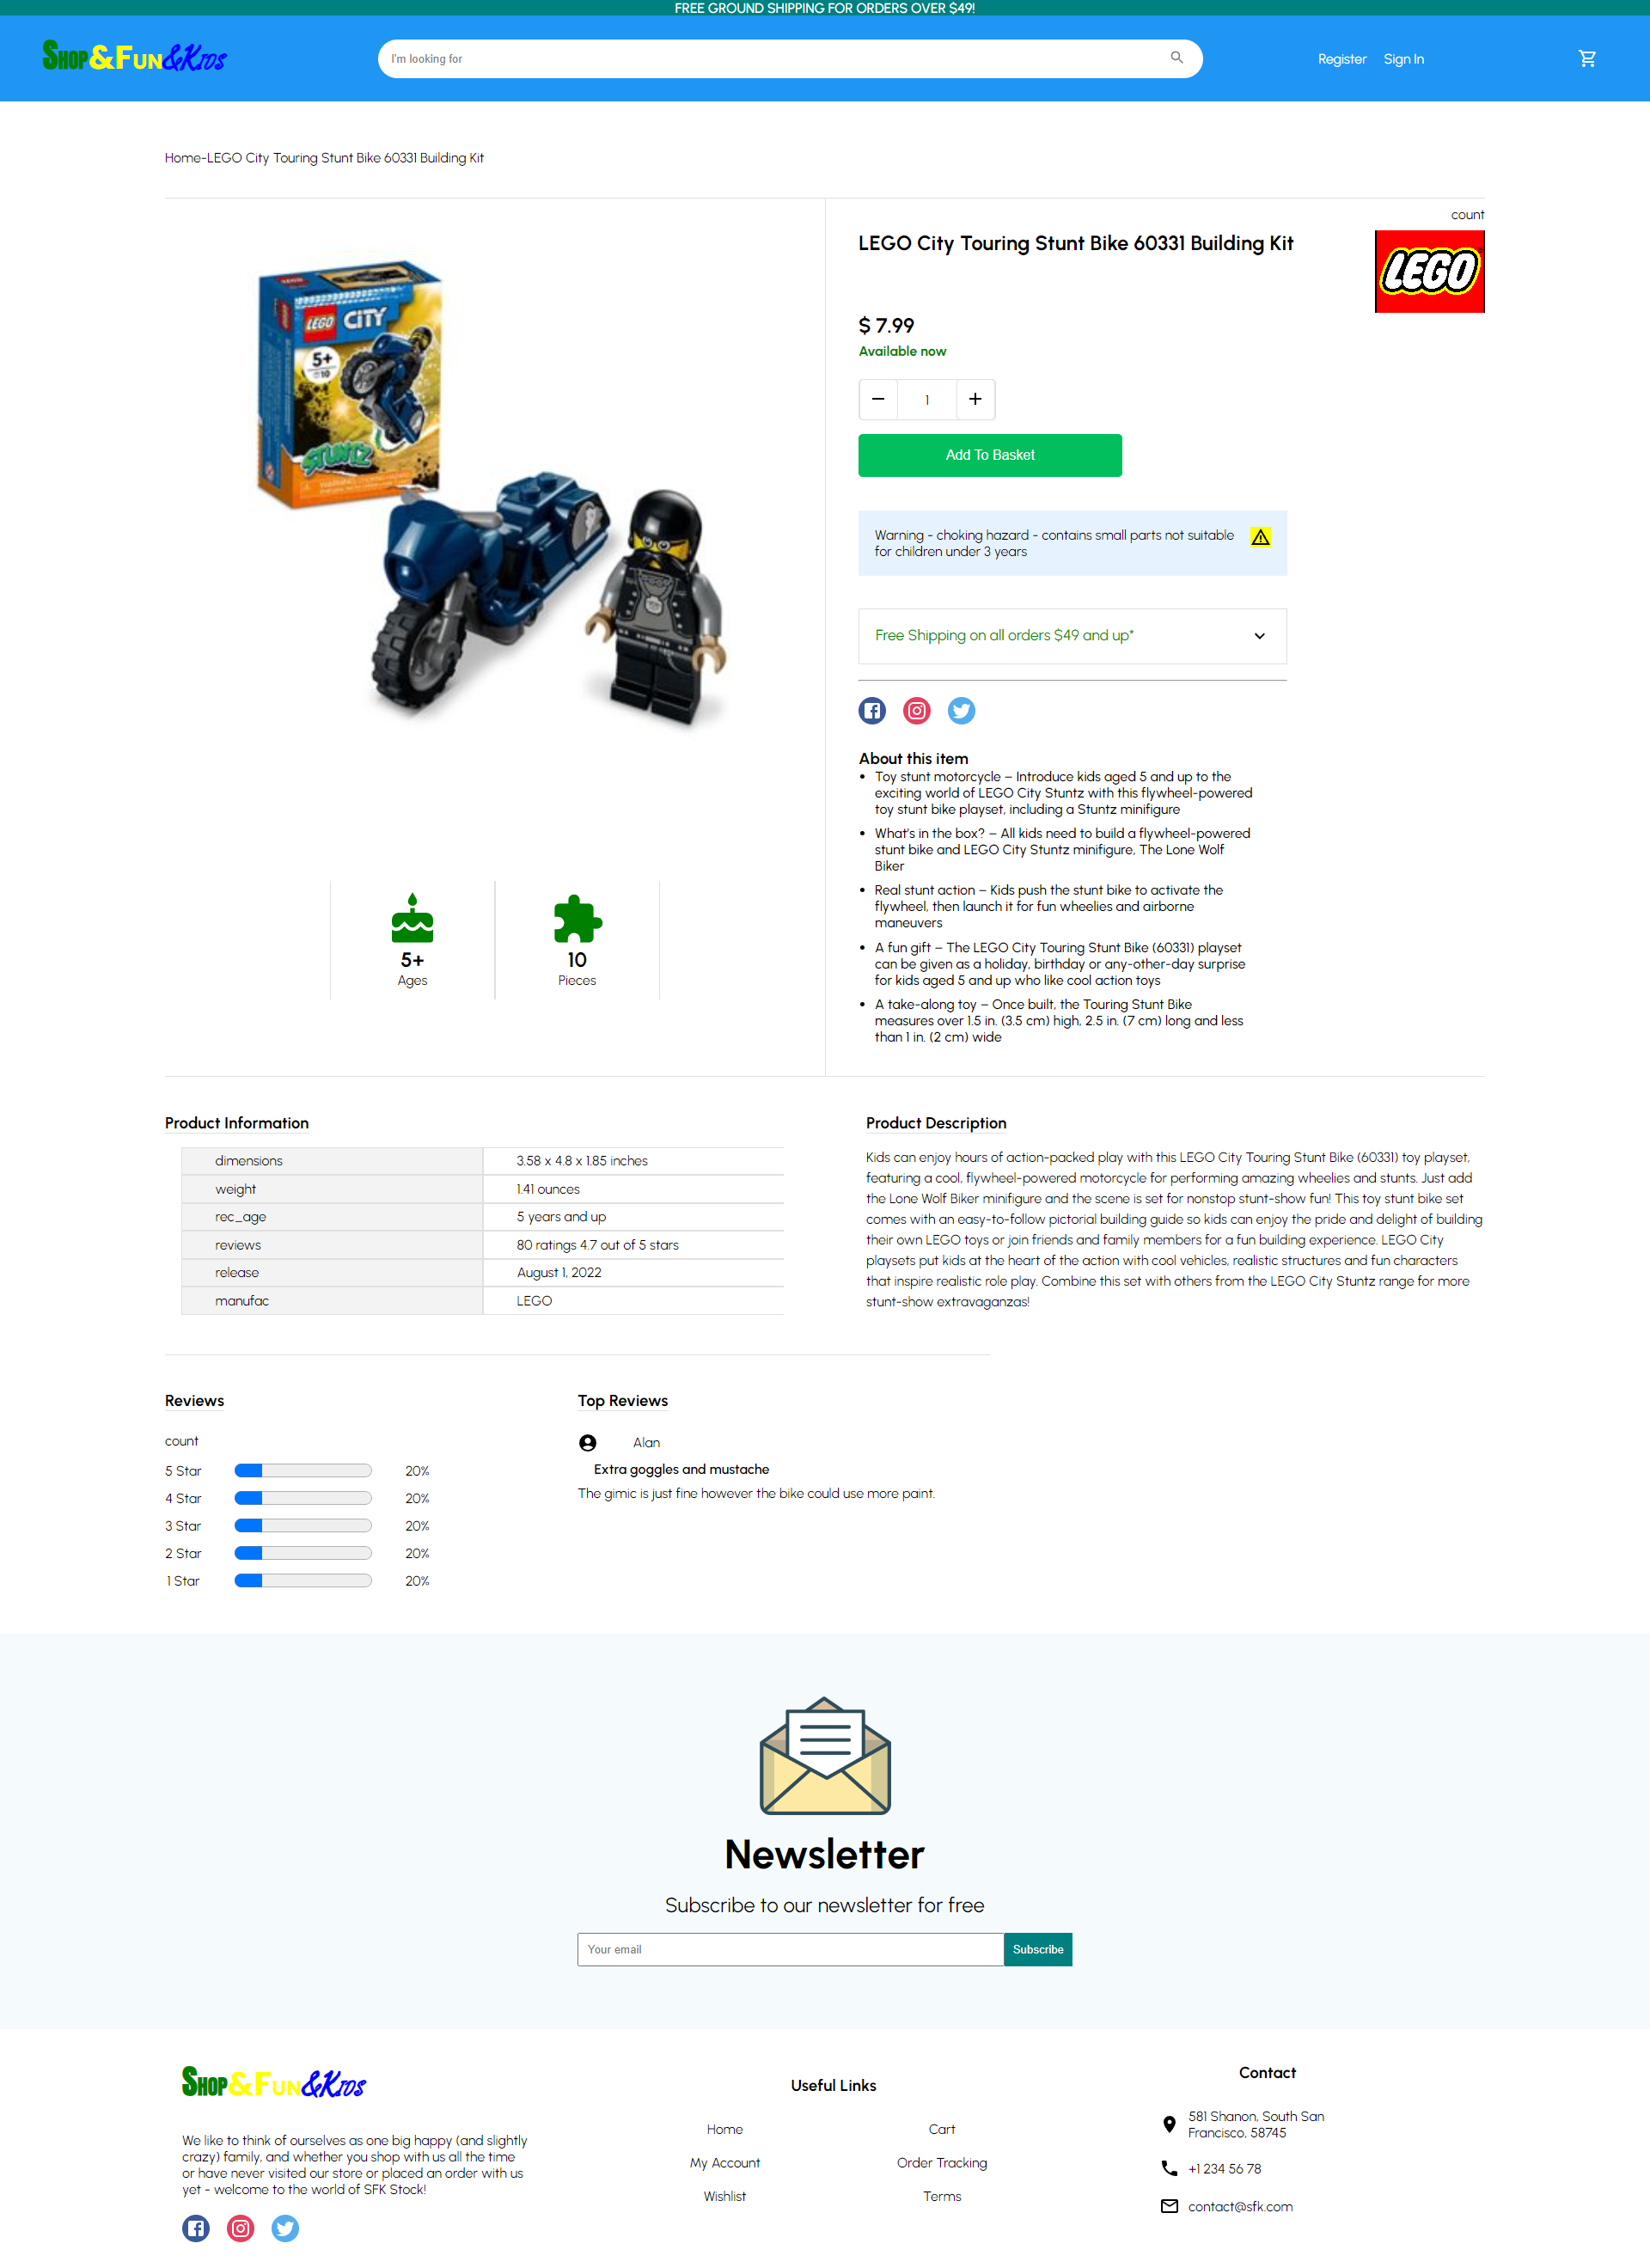 FREE GROUND SHIPPING FOR ORDERS OVER $49!
Shop&Fun&Kids
I'm looking for
Register
Sign In
Home-LEGO City Touring Stunt Bike 60331 Building Kit
count
LEGO City Touring Stunt Bike 60331 Building Kit
LEGO
LEGO CITY
5+
10
STUNTZ
$ 7.99
Available now
1
Add To Basket
Warning - choking hazard - contains small parts not suitable
for children under 3 years
Free Shipping on all orders $49 and up*
About this item
Toy stunt motorcycle – Introduce kids aged 5 and up to the
exciting world of LEGO City Stuntz with this flywheel-powered
toy stunt bike playset, including a Stuntz minifigure
What's in the box? – All kids need to build a flywheel-powered
stunt bike and LEGO City Stuntz minifigure, The Lone Wolf
Biker
Real stunt action – Kids push the stunt bike to activate the
flywheel, then launch it for fun wheelies and airborne
maneuvers
A fun gift – The LEGO City Touring Stunt Bike (60331) playset
can be given as a holiday, birthday or any-other-day surprise
for kids aged 5 and up who like cool action toys
A take-along toy – Once built, the Touring Stunt Bike
measures over 1.5 in. (3.5 cm) high, 2.5 in. (7 cm) long and less
than 1 in. (2 cm) wide
5+
Ages
10
Pieces
Product Information
dimensions 3.58 x 4.8 x 1.85 inches
weight 1.41 ounces
rec_age 5 years and up
reviews 80 ratings 4.7 out of 5 stars
release August 1, 2022
manufac LEGO
Product Description
Kids can enjoy hours of action-packed play with this LEGO City Touring Stunt Bike (60331) toy playset,
featuring a cool, flywheel-powered motorcycle for performing amazing wheelies and stunts. Just add
the Lone Wolf Biker minifigure and the scene is set for nonstop stunt-show fun! This toy stunt bike set
comes with an easy-to-follow pictorial building guide so kids can enjoy the pride and delight of building
their own LEGO toys or join friends and family members for a fun building experience. LEGO City
playsets put kids at the heart of the action with cool vehicles, realistic structures and fun characters
that inspire realistic role play. Combine this set with others from the LEGO City Stuntz range for more
stunt-show extravaganzas!
Reviews
count
5 Star 20%
4 Star 20%
3 Star 20%
2 Star 20%
1 Star 20%
Top Reviews
Alan
Extra goggles and mustache
The gimic is just fine however the bike could use more paint.
Newsletter
Subscribe to our newsletter for free
Your email
Subscribe
Shop&Fun&Kids
We like to think of ourselves as one big happy (and slightly
crazy) family, and whether you shop with us all the time
or have never visited our store or placed an order with us
yet - welcome to the world of SFK Stock!
Useful Links
Home
Cart
My Account
Order Tracking
Wishlist
Terms
Contact
581 Shanon, South San
Francisco, 58745
+1 234 56 78
contact@sfk.com